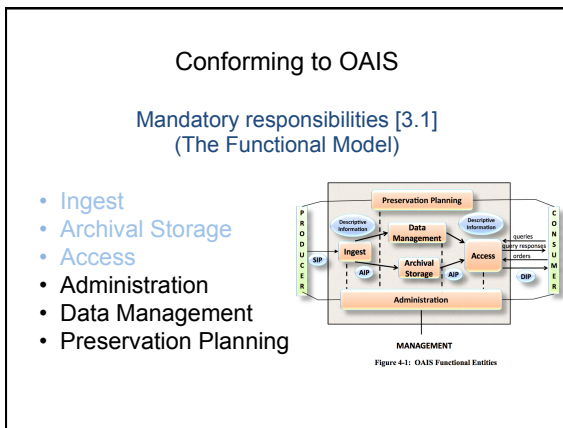 Conforming to OAIS
Mandatory responsibilities [3.1]
(The Functional Model)
• Ingest
• Archival Storage
• Access
• Administration
• Data Management
• Preservation Planning
PRODUCER
Preservation Planning
Descriptive
Information
Data
Management
Descriptive
Information
Ingest
Access
SIP
AIP
Archival
Storage
AIP
queries
query responses
orders
DIP
CONSUMER
Administration
MANAGEMENT
Figure 4-1: OAIS Functional Entities